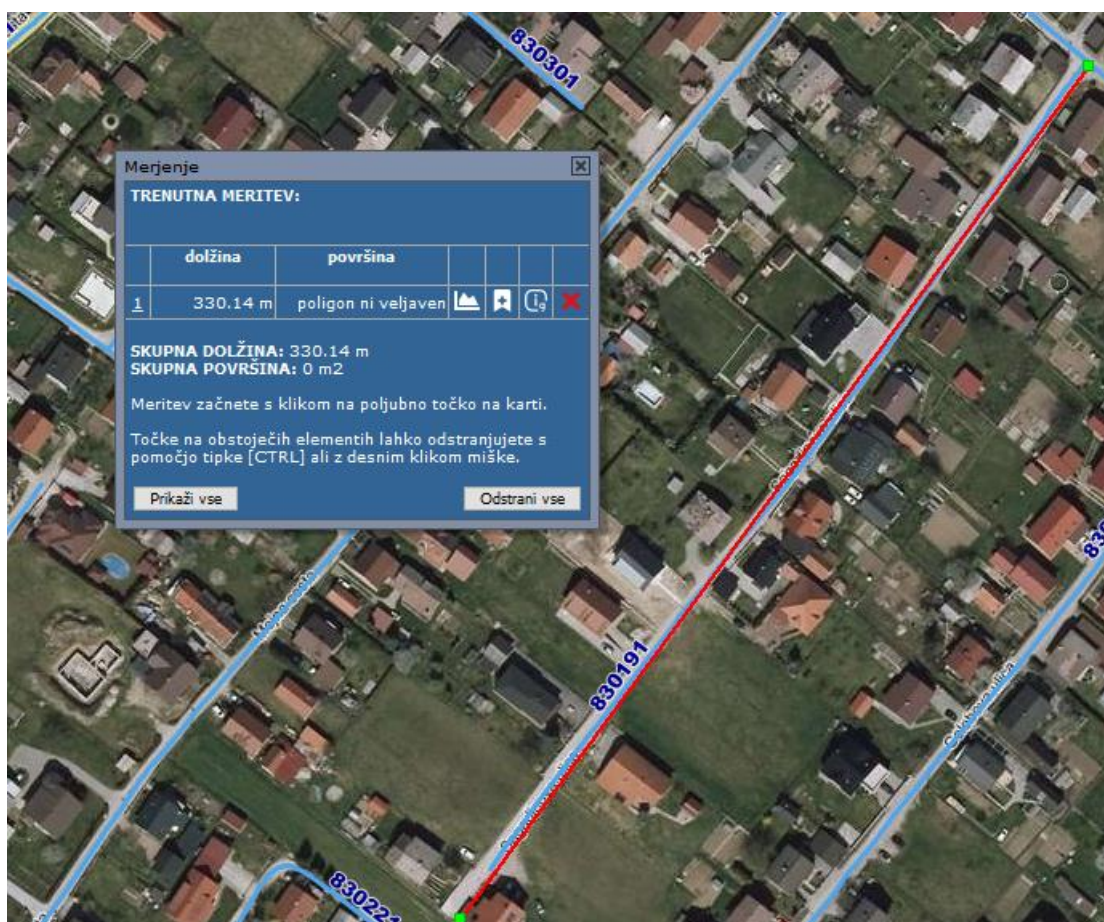 830301
Merjenje
TRENUTNA MERITEV:
dolžina površina
1 330.14 m poligon ni veljaven
SKUPNA DOLŽINA: 330.14 m
SKUPNA POVRŠINA: 0 m2
Meritev začnete s klikom na poljubno točko na karti.
Točke na obstoječih elementih lahko odstranjujete s
pomočjo tipke [CTRL] ali z desnim klikom miške.
Prikaži vse Odstrani vse
cesta
830191
ulica
830221